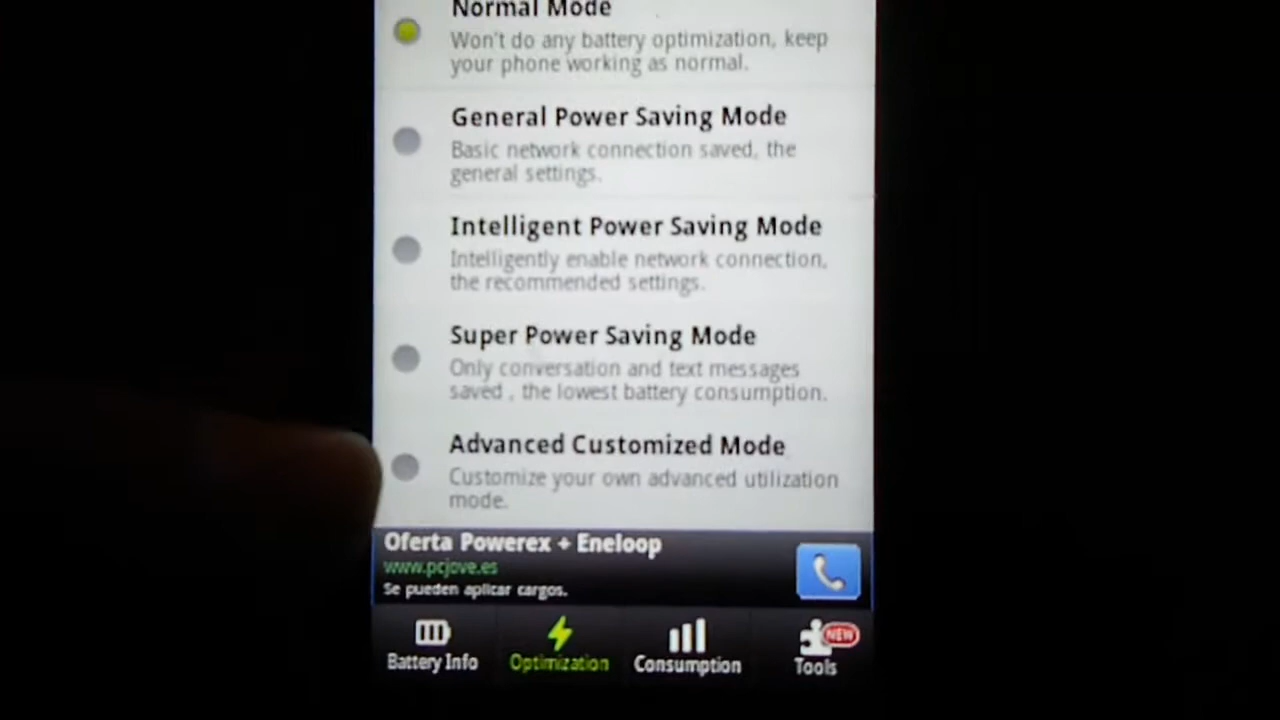 Normal Mode
Won't do any battery optimization, keep
your phone working as normal.
General Power Saving Mode
Basic network connection saved, the
general settings.
Intelligent Power Saving Mode
Intelligently enable network connection,
the recommended settings.
Super Power Saving Mode
Only conversation and text messages
saved , the lowest battery consumption.
Advanced Customized Mode
Customize your own advanced utilization
mode.
Oferta Powerex + Eneloop
www.pcjove.es
Se pueden aplicar cargos.
NEW
Battery Info Optimization Consumption Tools